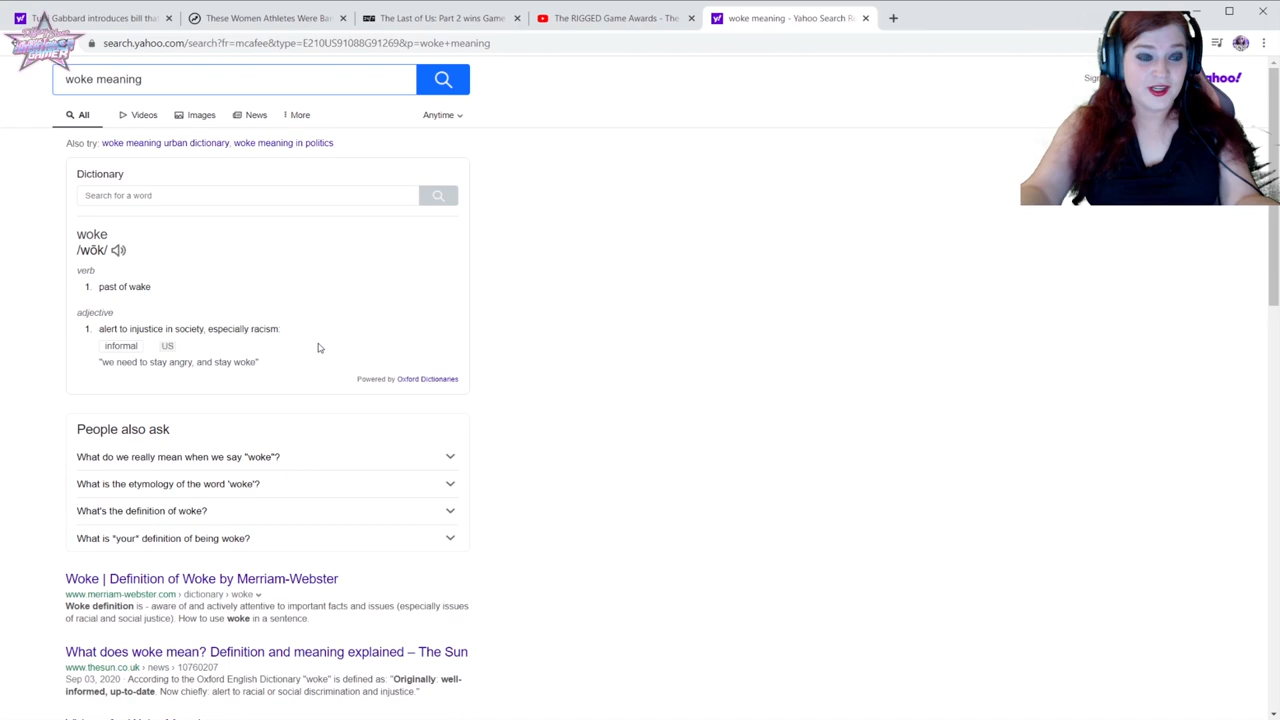 Tulsi Gabbard introduces bill tha
These Women Athletes Were Ba
The Last of Us: Part 2 wins Game
The RIGGED Game Awards - The
woke meaning - Yahoo Search Re
search.yahoo.com/search?fr=mcafee&type=E210US91088G91269&p=woke+meaning
woke meaning
Sign
yahoo!
All
Videos
Images
News
More
Anytime
Also try: woke meaning urban dictionary, woke meaning in politics
Dictionary
Search for a word
woke
/wōk/
verb
1. past of wake
adjective
1. alert to injustice in society, especially racism:
informal US
"we need to stay angry, and stay woke"
Powered by Oxford Dictionaries
People also ask
What do we really mean when we say "woke"?
What is the etymology of the word 'woke'?
What's the definition of woke?
What is *your* definition of being woke?
Woke | Definition of Woke by Merriam-Webster
www.merriam-webster.com › dictionary › woke
Woke definition is - aware of and actively attentive to important facts and issues (especially issues
of racial and social justice). How to use woke in a sentence.
What does woke mean? Definition and meaning explained – The Sun
www.thesun.co.uk › news › 10760207
Sep 03, 2020 · According to the Oxford English Dictionary "woke" is defined as: "Originally: well-
informed, up-to-date. Now chiefly: alert to racial or social discrimination and injustice."